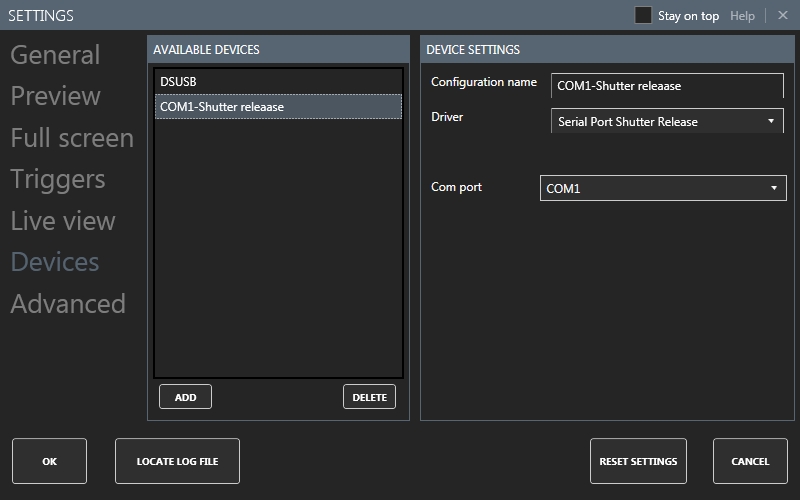 SETTINGS
Stay on top
Help
General
Preview
Full screen
Triggers
Live view
Devices
Advanced
AVAILABLE DEVICES
DSUSB
COM1-Shutter releaase
ADD
DELETE
DEVICE SETTINGS
Configuration name
COM1-Shutter releaase
Driver
Serial Port Shutter Release
Com port
COM1
OK
LOCATE LOG FILE
RESET SETTINGS
CANCEL